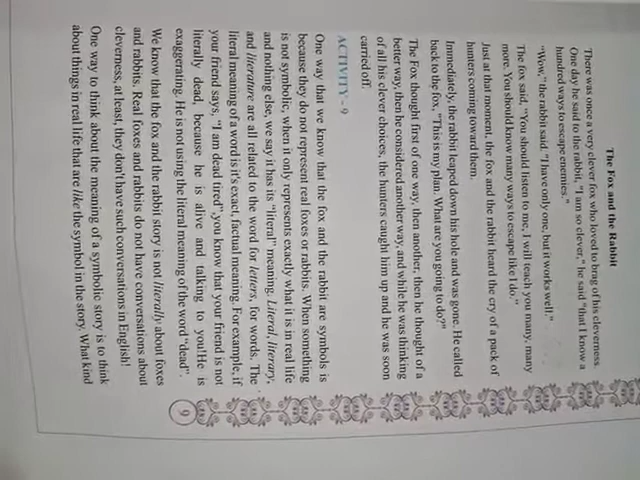 The Fox and the Rabbit
There was once a very clever fox who loved to brag of his cleverness.
One day he said to the rabbit, "I am so clever," he said "that I know a
hundred ways to escape enemies."
"Wow," the rabbit said. "I have only one, but it works well."
The fox said, "You should listen to me, I will teach you many, many
more. You should know many ways to escape like I do."
Just at that moment, the fox and the rabbit heard the cry of a pack of
hunters coming toward them.
Immediately, the rabbit leaped down his hole and was gone. He called
back to the fox, "This is my plan. What are you going to do?"
The Fox thought first of one way, then another, then he thought of a
better way, then he considered another way, and while he was thinking
of all his clever choices, the hunters caught him up and he was soon
carried off.
ACTIVITY - 9
One way that we know that the fox and the rabbit are symbols is
because they do not represent real foxes or rabbits. When something
is not symbolic, when it only represents exactly what it is in real life
and nothing else, we say it has its "literal" meaning. Literal, literary,
and literature are all related to the word for letters, for words. The
literal meaning of a word is it's exact, factual meaning. For example, if
your friend says, "I am dead tired",you know that your friend is not
literally dead, because he is alive and talking to you!He is
exaggerating. He is not using the literal meaning of the word "dead".
We know that the fox and the rabbit story is not literally about foxes
and rabbits. Real foxes and rabbits do not have conversations about
cleverness, at least, they don't have such conversations in English!
One way to think about the meaning of a symbolic story is to think
about things in real life that are like the symbol in the story. What kind
9